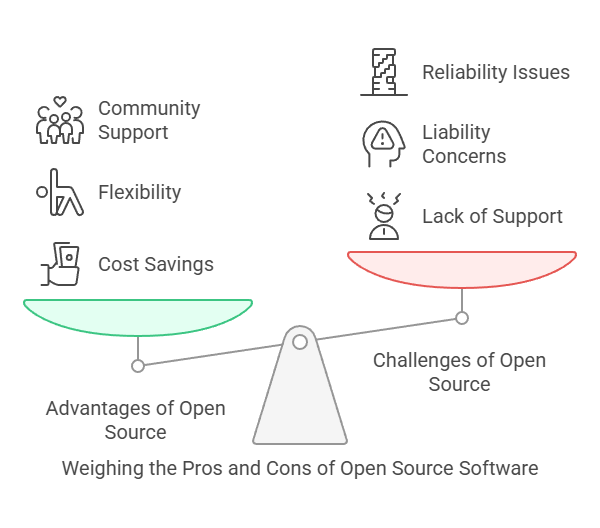 Community
Support
Flexibility
Cost Savings
Reliability Issues
Liability
Concerns
Lack of Support
Advantages of Open
Source
Challenges of Open
Source
Weighing the Pros and Cons of Open Source Software